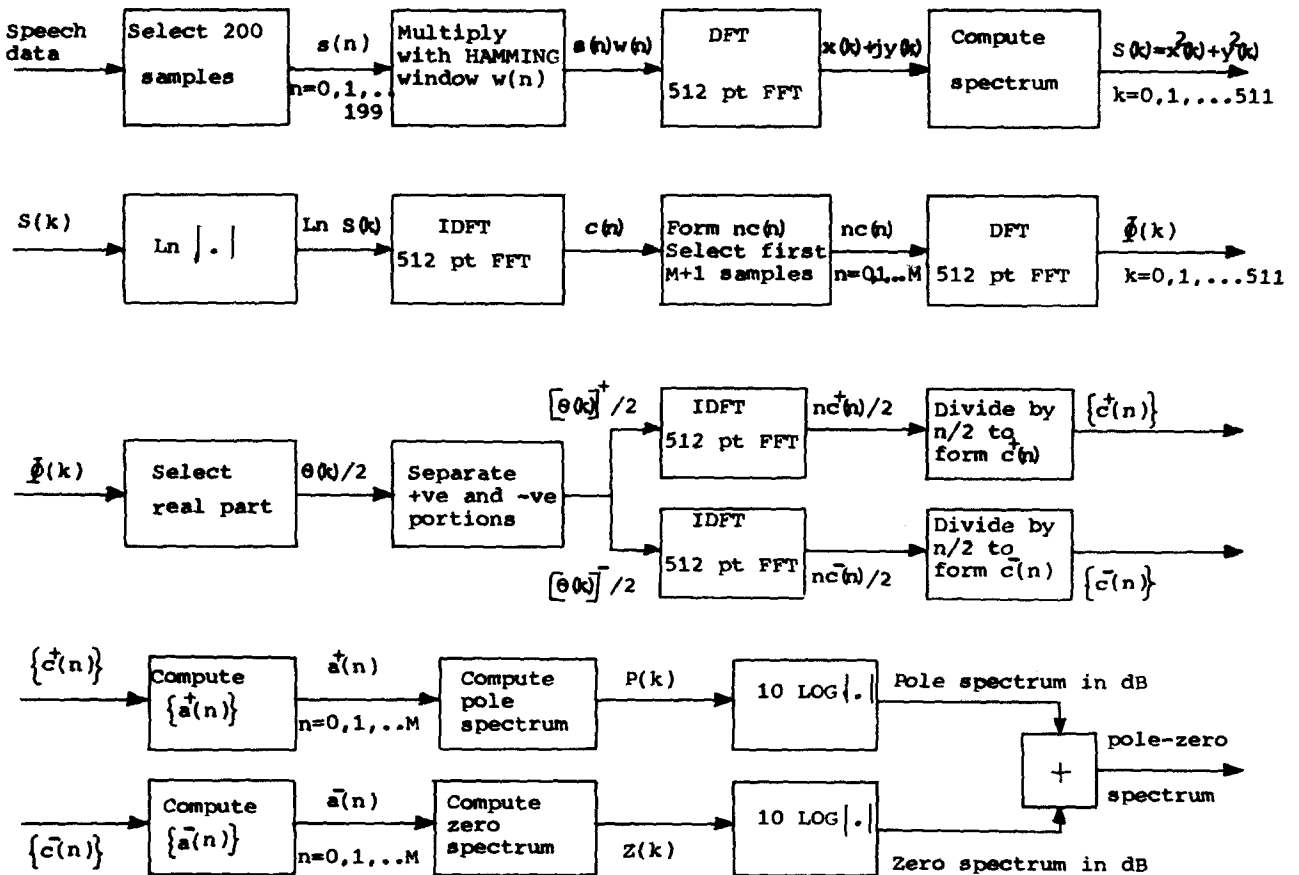 Speech data
Select 200 samples
s(n)
n=0,1,..199
Multiply with HAMMING window w(n)
s(n)w(n)
DFT
512 pt FFT
x(k)+jy(k)
Compute spectrum
S(k)=x²(k)+y²(k)
k=0,1,...511
S(k)
Ln |.|
Ln S(k)
IDFT
512 pt FFT
c(n)
Form nc(n)
Select first
M+1 samples
nc(n)
n=0,1,..M
DFT
512 pt FFT
Φ(k)
k=0,1,...511
Φ(k)
Select real part
θ(k)/2
Separate +ve and -ve portions
[θ(k)]⁺/2
IDFT
512 pt FFT
nc⁺(n)/2
Divide by n/2 to form c⁺(n)
{c⁺(n)}
[θ(k)]⁻/2
IDFT
512 pt FFT
nc⁻(n)/2
Divide by n/2 to form c⁻(n)
{c⁻(n)}
{c⁺(n)}
Compute {a⁺(n)}
a⁺(n)
n=0,1,..M
Compute pole spectrum
P(k)
10 LOG|.|
Pole spectrum in dB
+
pole-zero spectrum
{c⁻(n)}
Compute {a⁻(n)}
a⁻(n)
n=0,1,..M
Compute zero spectrum
Z(k)
10 LOG|.|
Zero spectrum in dB